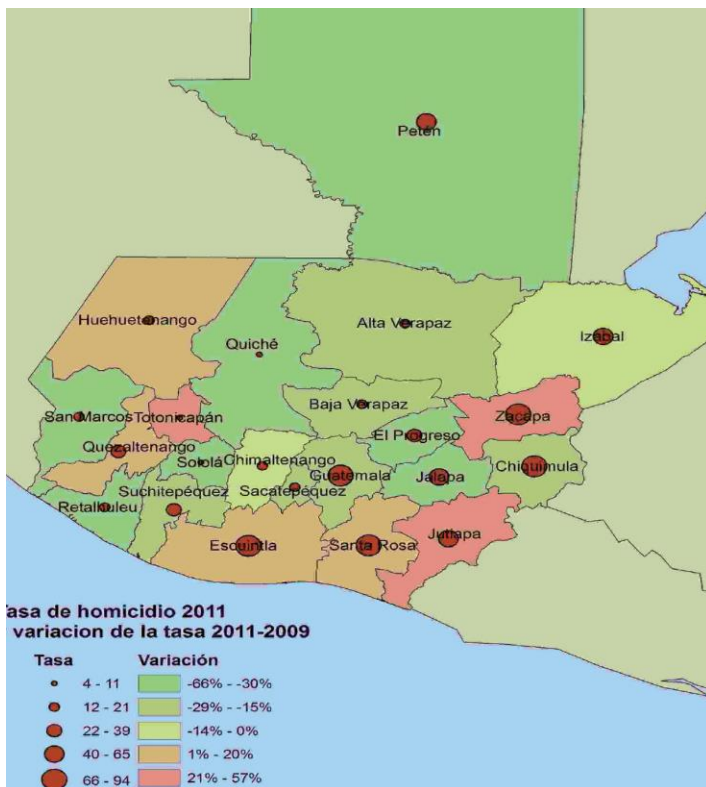 Petén
Huehuetenango
Alta Verapaz
Izabal
Quiché
San Marcos
Totonicapán
Baja Verapaz
Zacapa
El Progreso
Quezaltenango
Sololá
Chimaltenango
Guatemala
Jalapa
Chiquimula
Suchitepéquez
Sacatepéquez
Retalhuleu
Escuintla
Santa Rosa
Jutiapa
asa de homicidio 2011
variacion de la tasa 2011-2009
Tasa Variación
4 - 11 -66% - -30%
12 - 21 -29% - -15%
22 - 39 -14% - 0%
40 - 65 1% - 20%
66 - 94 21% - 57%